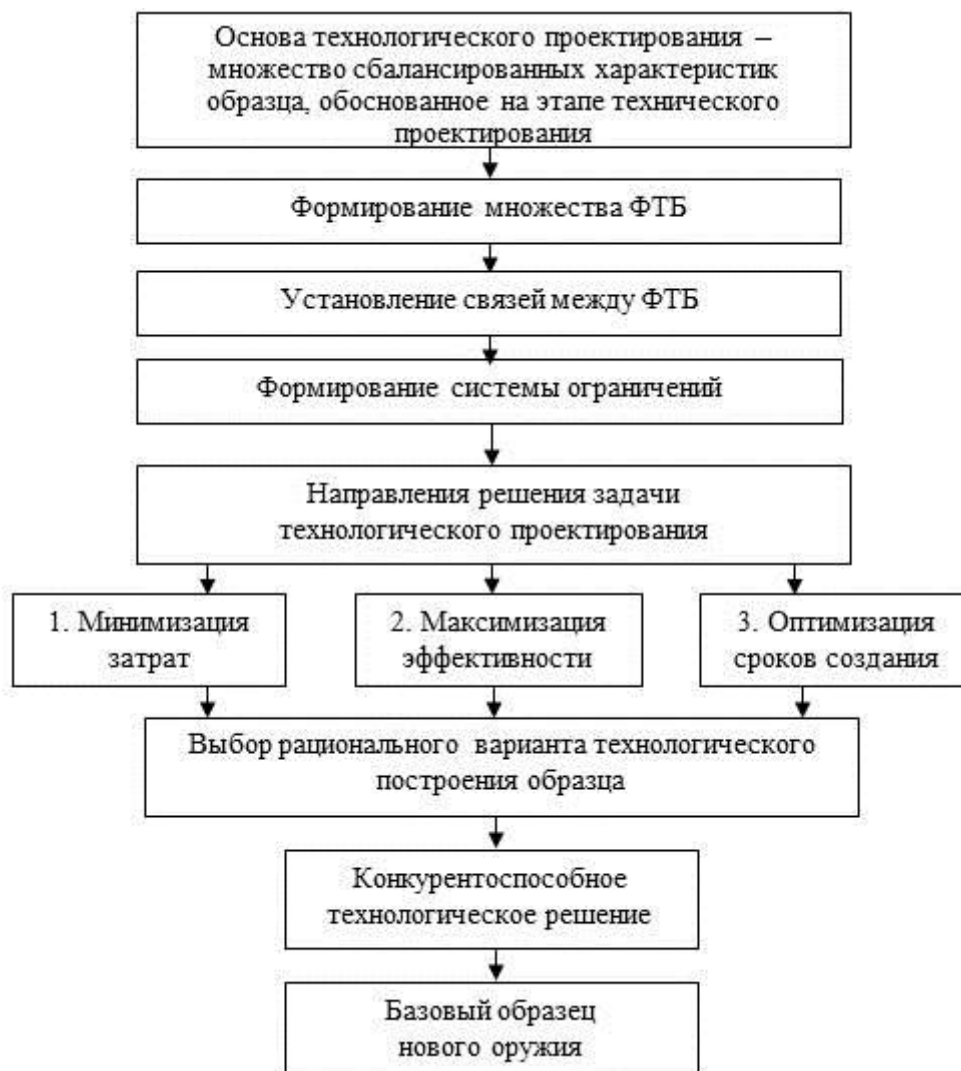 Основа технологического проектирования –
множество сбалансированных характеристик
образца, обоснованное на этапе технического
проектирования
Формирование множества ФТБ
Установление связей между ФТБ
Формирование системы ограничений
Направления решения задачи
технологического проектирования
1. Минимизация
затрат
2. Максимизация
эффективности
3. Оптимизация
сроков создания
Выбор рационального варианта технологического
построения образца
Конкурентоспособное
технологическое решение
Базовый образец
нового оружия